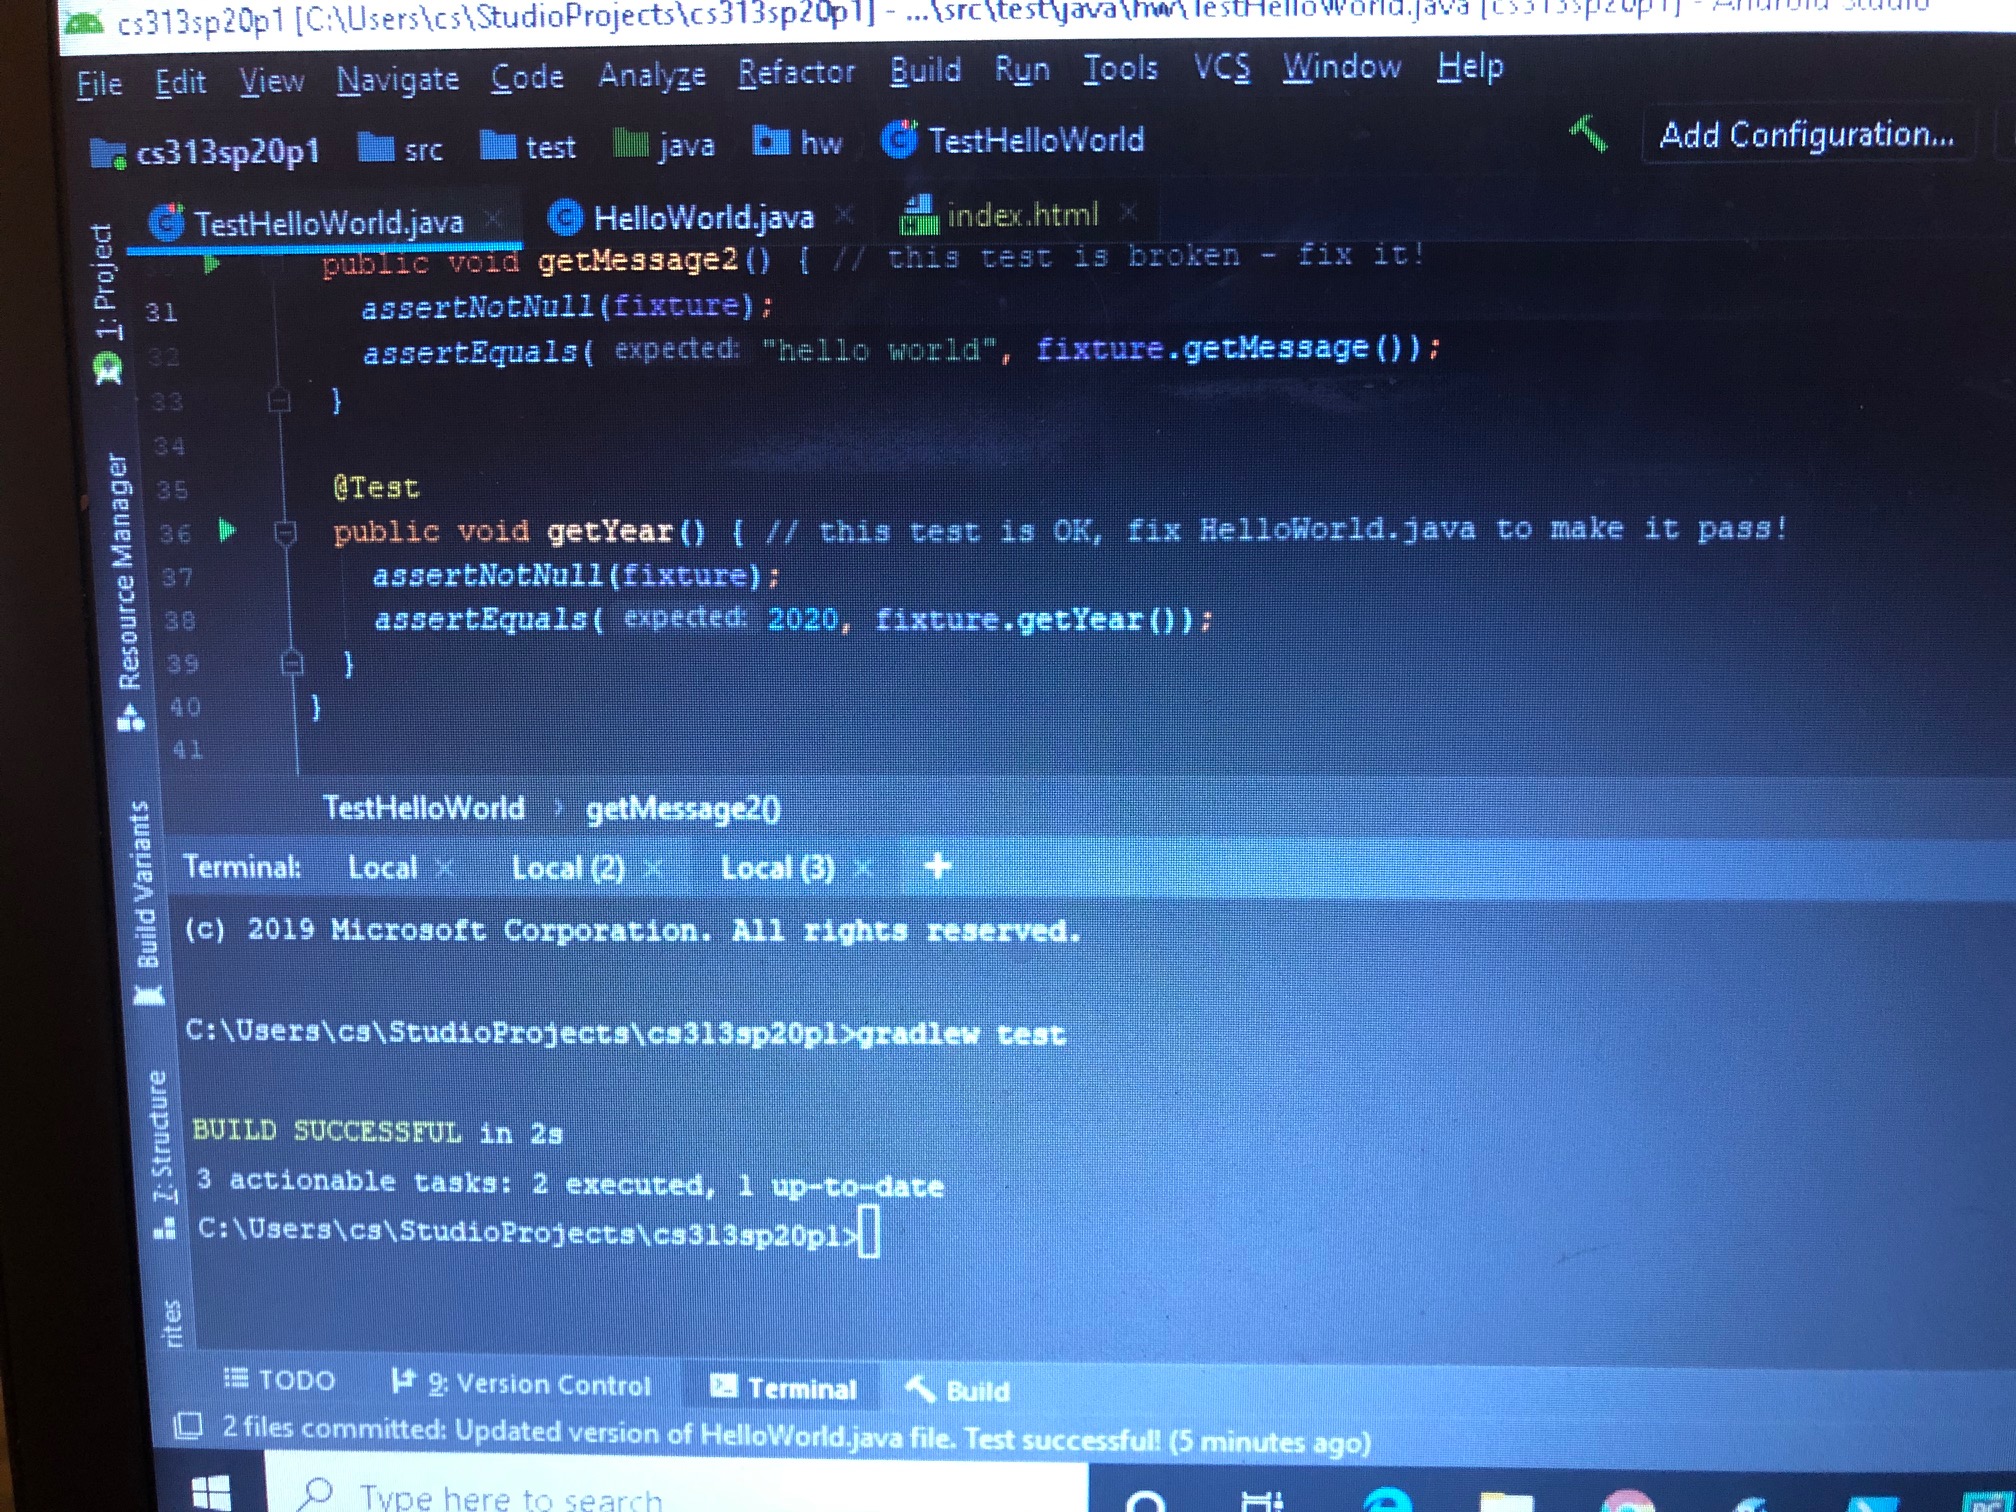 cs313sp20p1 [C:\Users\cs\StudioProjects\cs313sp20p1] - ...\src\test\java\hw\TestHelloWorld.java [cs313sp20p1] - Android Studio
File Edit View Navigate Code Analyze Refactor Build Run Tools VCS Window Help
cs313sp20p1 src test java hw TestHelloWorld Add Configuration...
TestHelloWorld.java HelloWorld.java index.html
public void getMessage2() { // this test is broken - fix it!
31 assertNotNull(fixture);
32 assertEquals( expected: "hello world", fixture.getMessage());
33 }
34
35 @Test
36 public void getYear() { // this test is OK, fix HelloWorld.java to make it pass!
37 assertNotNull(fixture);
38 assertEquals( expected: 2020, fixture.getYear());
39 }
40 }
41
TestHelloWorld getMessage2()
1: Project
Resource Manager
Build Variants
7: Structure
rites
Terminal: Local Local (2) Local (3) +
(c) 2019 Microsoft Corporation. All rights reserved.
C:\Users\cs\StudioProjects\cs313sp20p1>gradlew test
BUILD SUCCESSFUL in 2s
3 actionable tasks: 2 executed, 1 up-to-date
C:\Users\cs\StudioProjects\cs313sp20p1>
TODO 9: Version Control Terminal Build
2 files committed: Updated version of HelloWorld.java file. Test successful! (5 minutes ago)
Type here to search